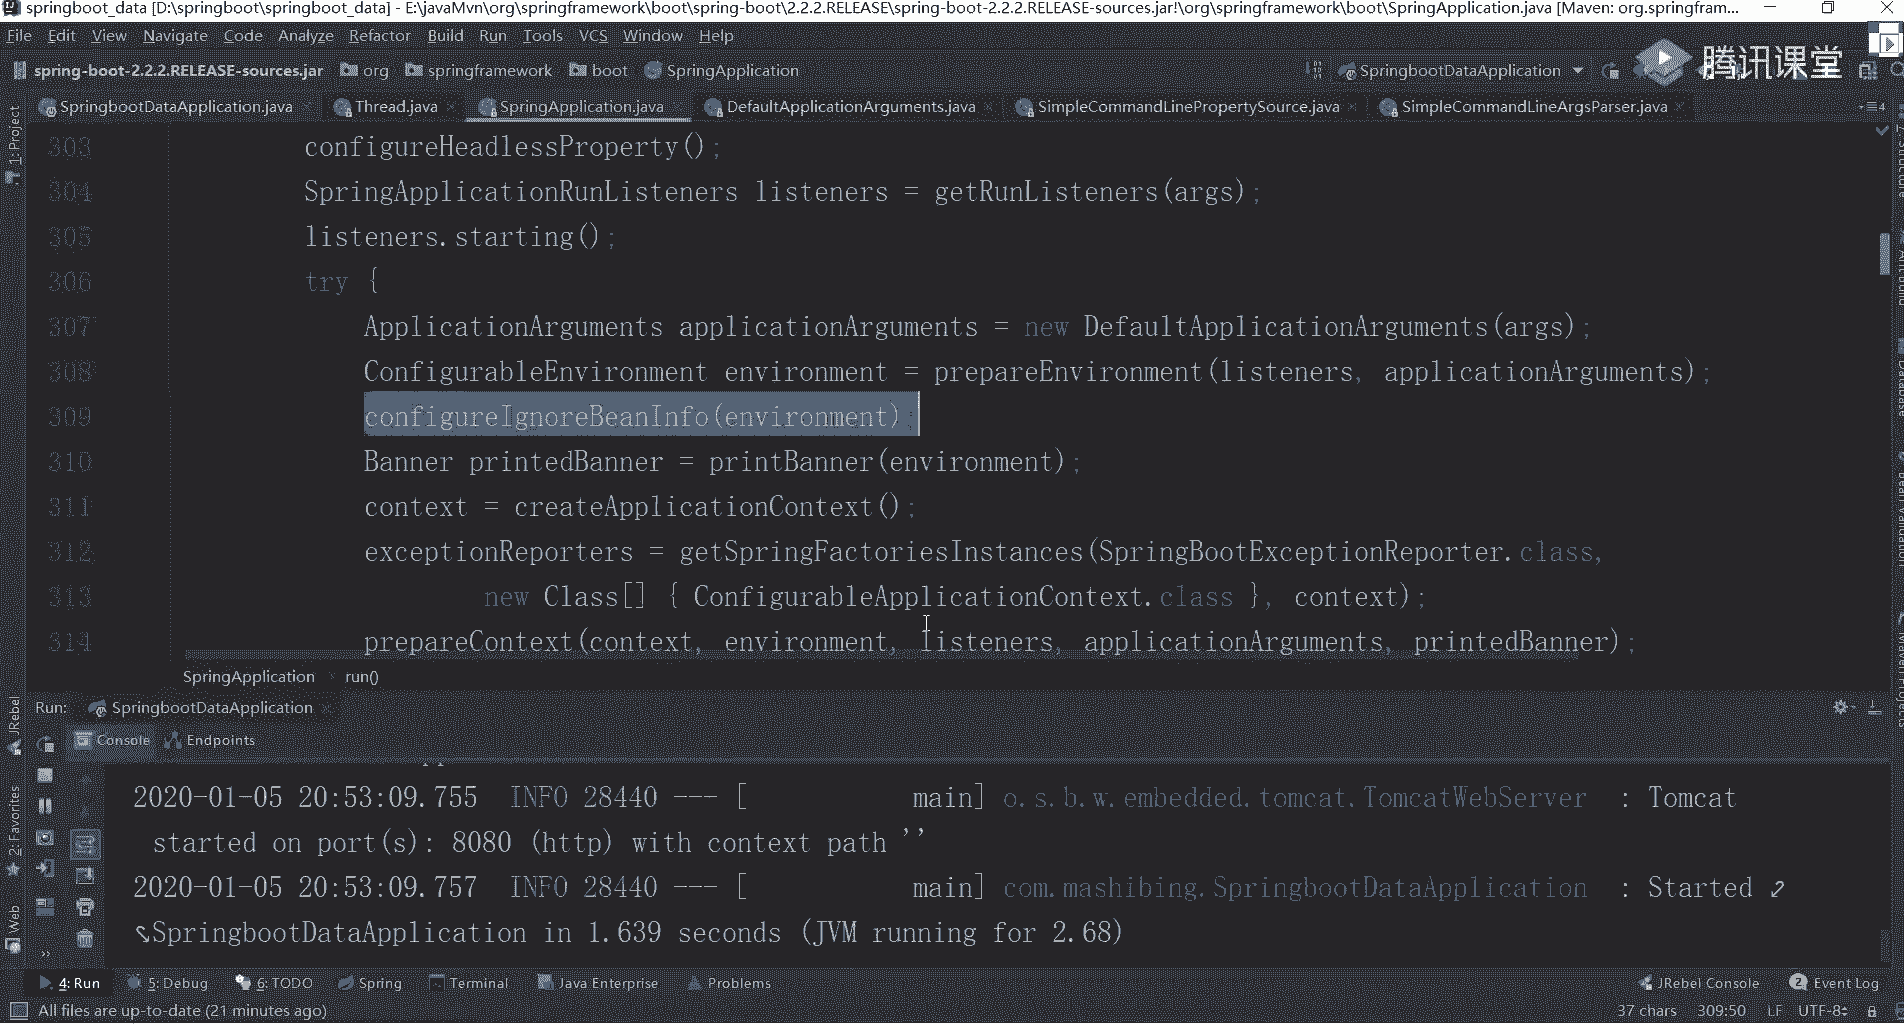 springboot_data [D:\springboot\springboot_data] - E:\javaMvn\org\springframework\boot\spring-boot\2.2.2.RELEASE\spring-boot-2.2.2.RELEASE-sources.jar!\org\springframework\boot\SpringApplication.java [Maven: org.springfram...
File Edit View Navigate Code Analyze Refactor Build Run Tools VCS Window Help
spring-boot-2.2.2.RELEASE-sources.jar org springframework boot SpringApplication SpringbootDataApplication
腾讯课堂
SpringbootDataApplication.java Thread.java SpringApplication.java DefaultApplicationArguments.java SimpleCommandLinePropertySource.java SimpleCommandLineArgsParser.java
1: Project
303 configureHeadlessProperty();
304 SpringApplicationRunListeners listeners = getRunListeners(args);
305 listeners.starting();
306 try {
307 ApplicationArguments applicationArguments = new DefaultApplicationArguments(args);
308 ConfigurableEnvironment environment = prepareEnvironment(listeners, applicationArguments);
309 configureIgnoreBeanInfo(environment);
310 Banner printedBanner = printBanner(environment);
311 context = createApplicationContext();
312 exceptionReporters = getSpringFactoriesInstances(SpringBootExceptionReporter.class,
313 new Class[] { ConfigurableApplicationContext.class }, context);
314 prepareContext(context, environment, listeners, applicationArguments, printedBanner);
SpringApplication run()
Run: SpringbootDataApplication
Console Endpoints
JRebel
2: Favorites
Web
2020-01-05 20:53:09.755 INFO 28440 --- [ main] o.s.b.w.embedded.tomcat.TomcatWebServer : Tomcat
started on port(s): 8080 (http) with context path ''
2020-01-05 20:53:09.757 INFO 28440 --- [ main] com.mashibing.SpringbootDataApplication : Started
SpringbootDataApplication in 1.639 seconds (JVM running for 2.68)
4: Run 5: Debug 6: TODO Spring Terminal Java Enterprise Problems JRebel Console 2 Event Log
All files are up-to-date (21 minutes ago) 37 chars 309:50 LF UTF-8